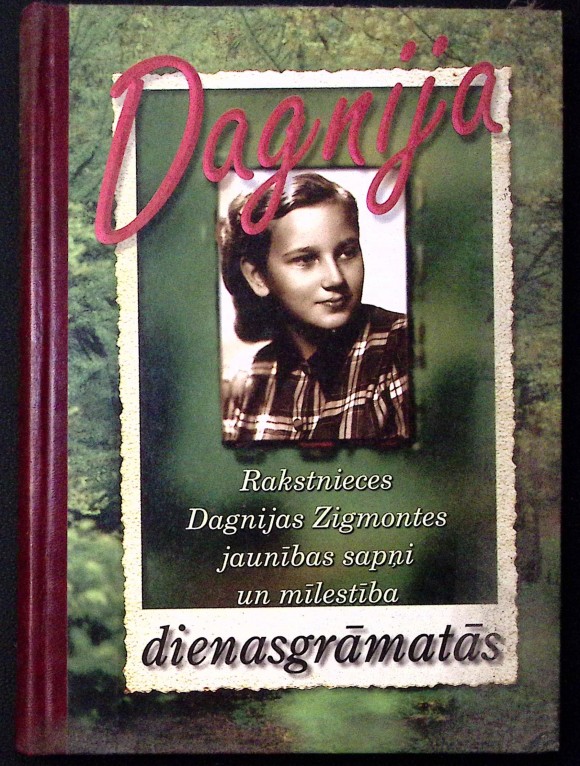 Dagnija
Rakstnieces
Dagnijas Zigmontes
jaunības sapņi
un mīlestība
dienasgrāmatās